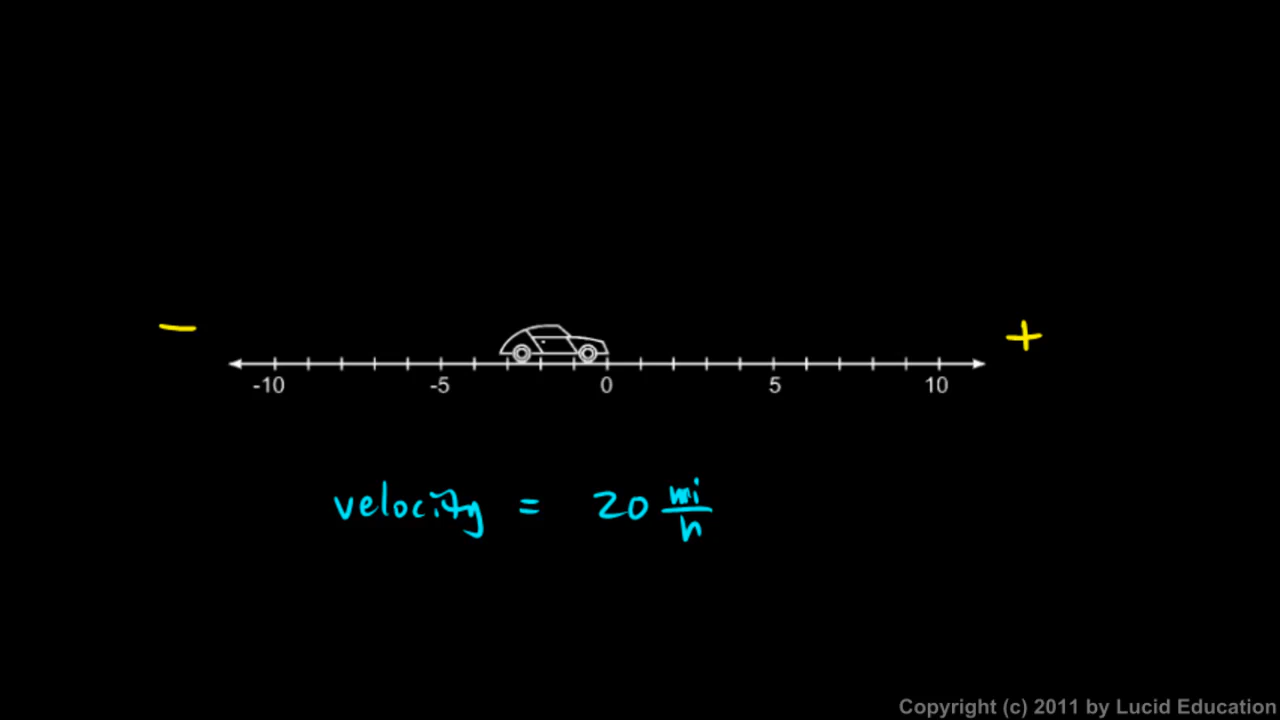 − +
-10 -5 0 5 10
velocity = 20 mi/h
Copyright (c) 2011 by Lucid Education